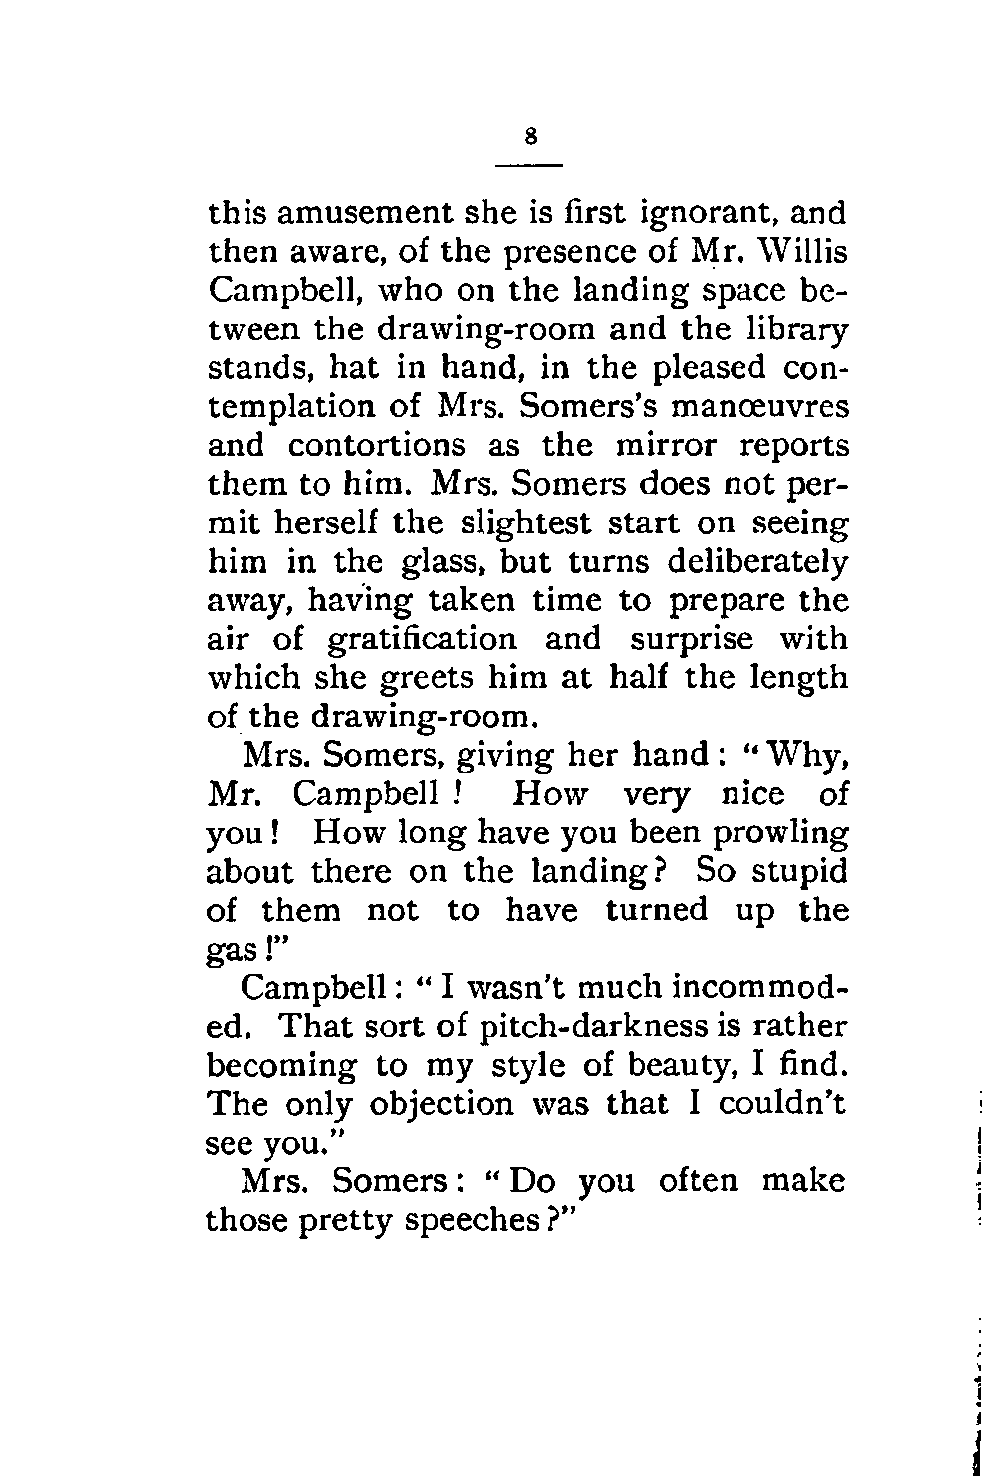 8
this amusement she is first ignorant, and
then aware, of the presence of Mr. Willis
Campbell, who on the landing space be-
tween the drawing-room and the library
stands, hat in hand, in the pleased con-
templation of Mrs. Somers's manœuvres
and contortions as the mirror reports
them to him. Mrs. Somers does not per-
mit herself the slightest start on seeing
him in the glass, but turns deliberately
away, having taken time to prepare the
air of gratification and surprise with
which she greets him at half the length
of the drawing-room.
Mrs. Somers, giving her hand: “Why,
Mr. Campbell! How very nice of
you! How long have you been prowling
about there on the landing? So stupid
of them not to have turned up the
gas!”
Campbell: “I wasn't much incommod-
ed. That sort of pitch-darkness is rather
becoming to my style of beauty, I find.
The only objection was that I couldn't
see you.”
Mrs. Somers: “Do you often make
those pretty speeches?”